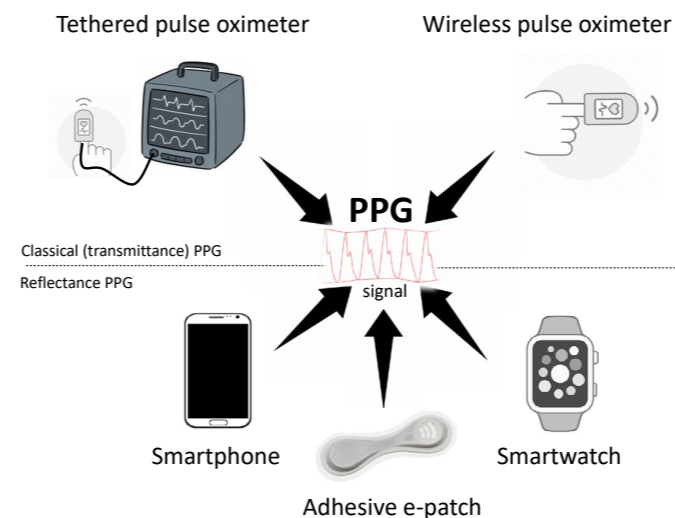 Tethered pulse oximeter
Wireless pulse oximeter
PPG
Classical (transmittance) PPG
Reflectance PPG
signal
Smartphone
Smartwatch
Adhesive e-patch